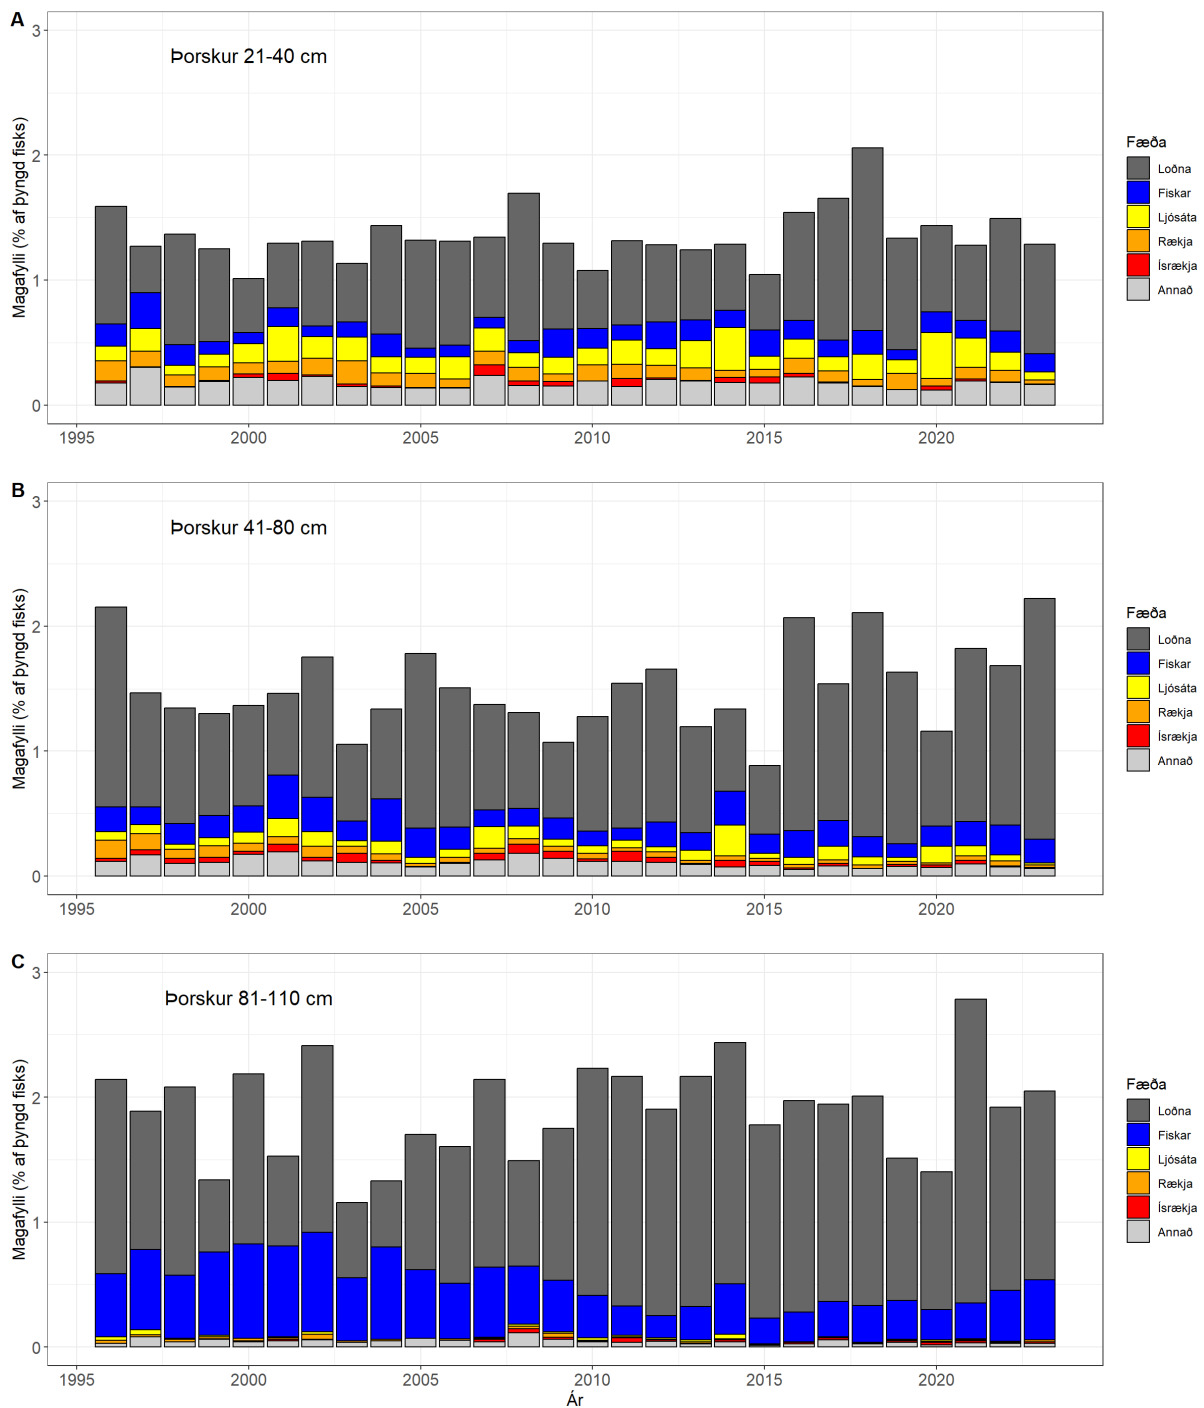 A
Þorskur 21-40 cm
Magafylli (% af þyngd fisks)
3
2
1
0
1995 2000 2005 2010 2015 2020
Fæða
Loðna
Fiskar
Ljósáta
Rækja
Ísrækja
Annað
B
Þorskur 41-80 cm
Magafylli (% af þyngd fisks)
3
2
1
0
1995 2000 2005 2010 2015 2020
Fæða
Loðna
Fiskar
Ljósáta
Rækja
Ísrækja
Annað
C
Þorskur 81-110 cm
Magafylli (% af þyngd fisks)
3
2
1
0
1995 2000 2005 2010 2015 2020
Ár
Fæða
Loðna
Fiskar
Ljósáta
Rækja
Ísrækja
Annað